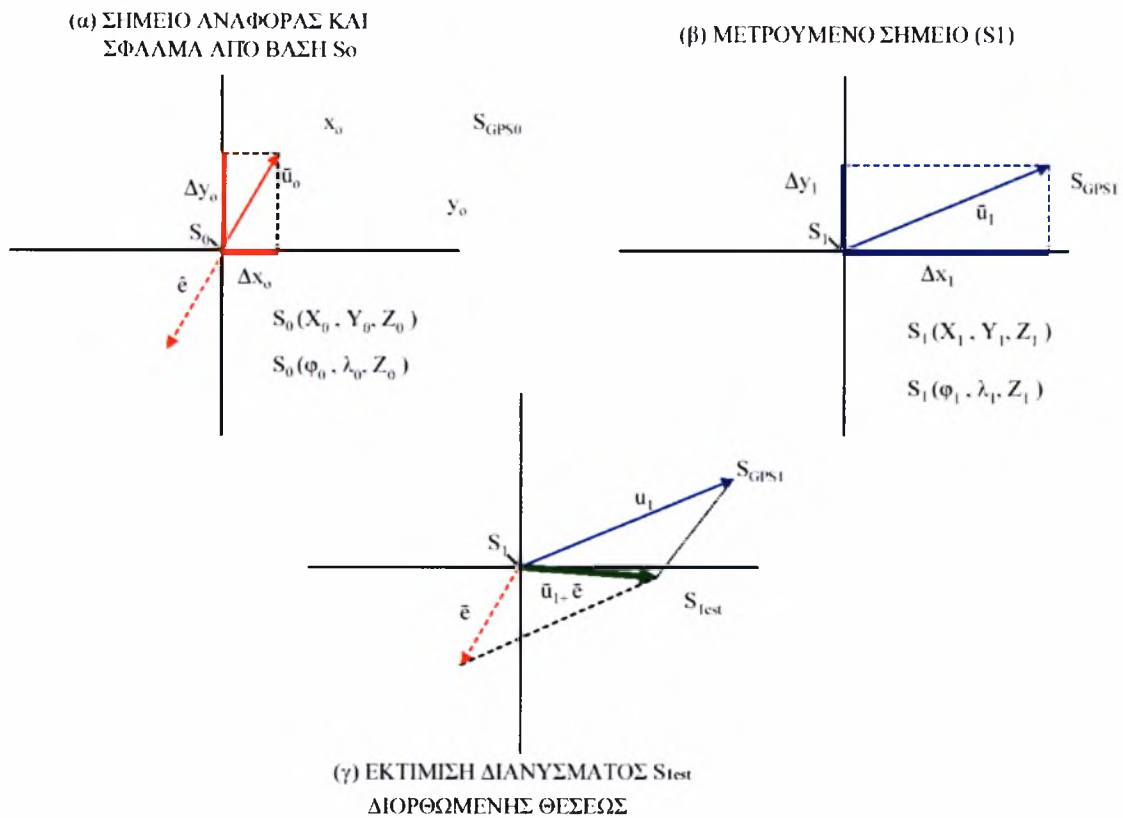 (α) ΣΗΜΕΙΟ ΑΝΑΦΟΡΑΣ ΚΑΙ
ΣΦΑΛΜΑ ΑΠΟ ΒΑΣΗ So
(β) ΜΕΤΡΟΥΜΕΝΟ ΣΗΜΕΙΟ (S1)
x₀
S_GPS0
Δy₀
ū₀
y₀
S₀
Δx₀
ê
S₀(X₀, Y₀, Z₀)
S₀(φ₀, λ₀, Z₀)
Δy₁
S_GPS1
ū₁
S₁
Δx₁
S₁(X₁, Y₁, Z₁)
S₁(φ₁, λ₁, Z₁)
S_GPS1
u₁
S₁
ū₁₊ ē
S_1est
ē
(γ) ΕΚΤΙΜΙΣΗ ΔΙΑΝΥΣΜΑΤΟΣ S1est
ΔΙΟΡΘΩΜΕΝΗΣ ΘΕΣΕΩΣ